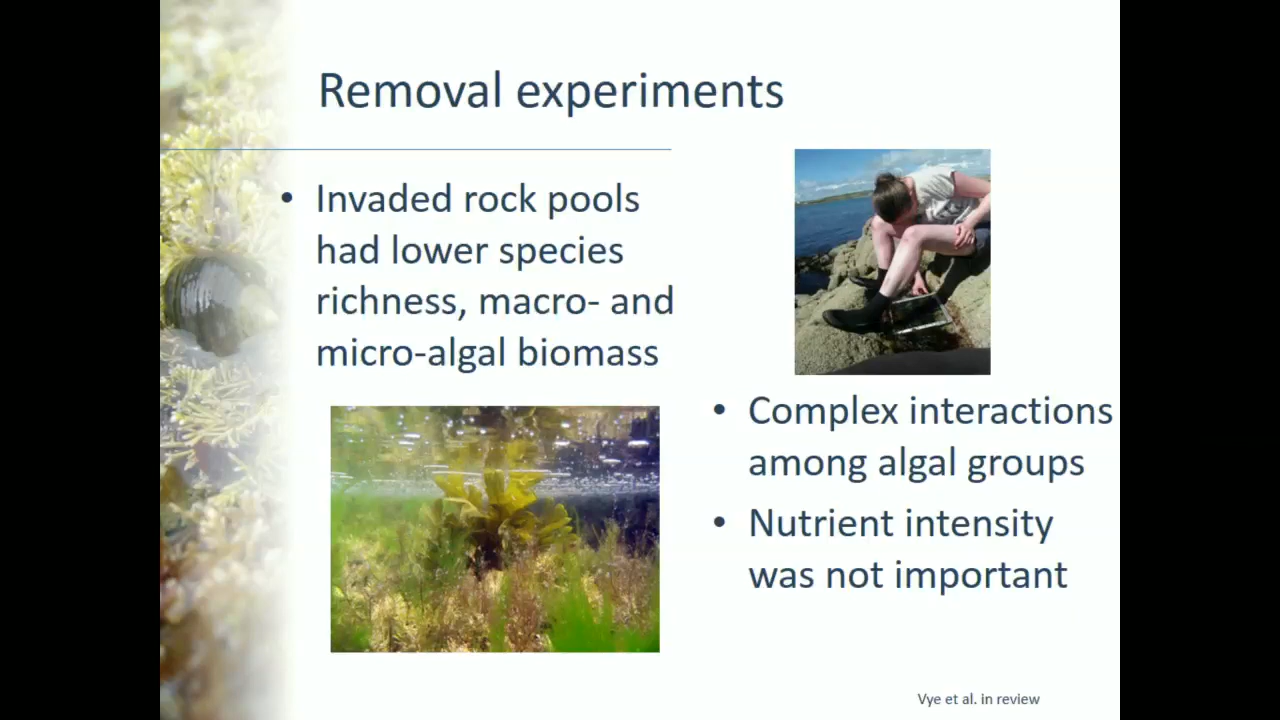 Removal experiments
• Invaded rock pools
had lower species
richness, macro- and
micro-algal biomass
• Complex interactions
among algal groups
• Nutrient intensity
was not important
Vye et al. in review